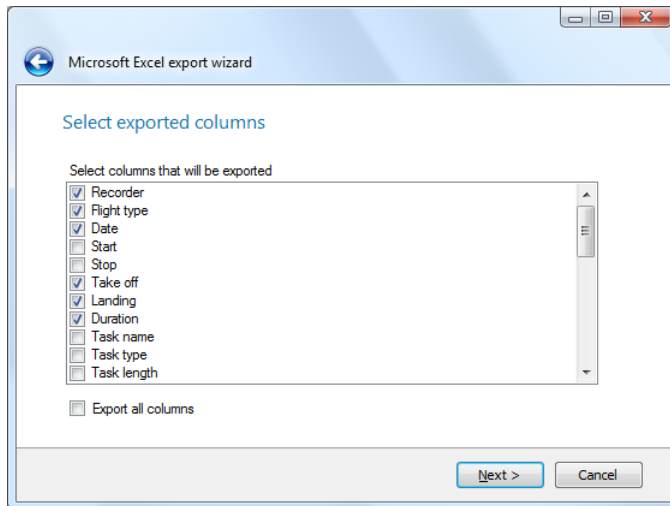 Microsoft Excel export wizard
Select exported columns
Select columns that will be exported
Recorder
Flight type
Date
Start
Stop
Take off
Landing
Duration
Task name
Task type
Task length
Export all columns
Next >
Cancel